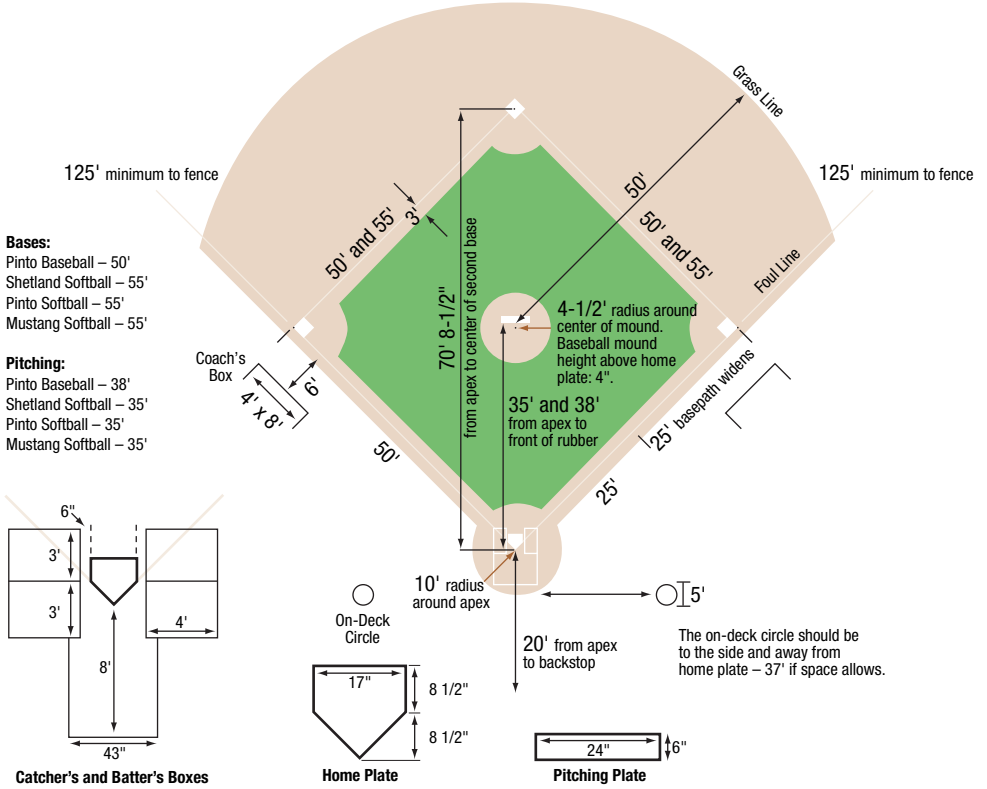 Grass Line
125' minimum to fence
125' minimum to fence
50'
3'
50' and 55'
50' and 55'
Foul Line
Bases:
Pinto Baseball – 50'
Shetland Softball – 55'
Pinto Softball – 55'
Mustang Softball – 55'
Pitching:
Pinto Baseball – 38'
Shetland Softball – 35'
Pinto Softball – 35'
Mustang Softball – 35'
70' 8-1/2"
from apex to center of second base
4-1/2' radius around
center of mound.
Baseball mound
height above home
plate: 4".
Coach's
Box
4' X 8'
6'
35' and 38'
from apex to
front of rubber
25' basepath widens
50'
25'
6"
3'
3'
4'
8'
43"
Catcher's and Batter's Boxes
10' radius
around apex
On-Deck
Circle
20' from apex
to backstop
5'
The on-deck circle should be
to the side and away from
home plate – 37' if space allows.
17"
8 1/2"
8 1/2"
Home Plate
24"
6"
Pitching Plate